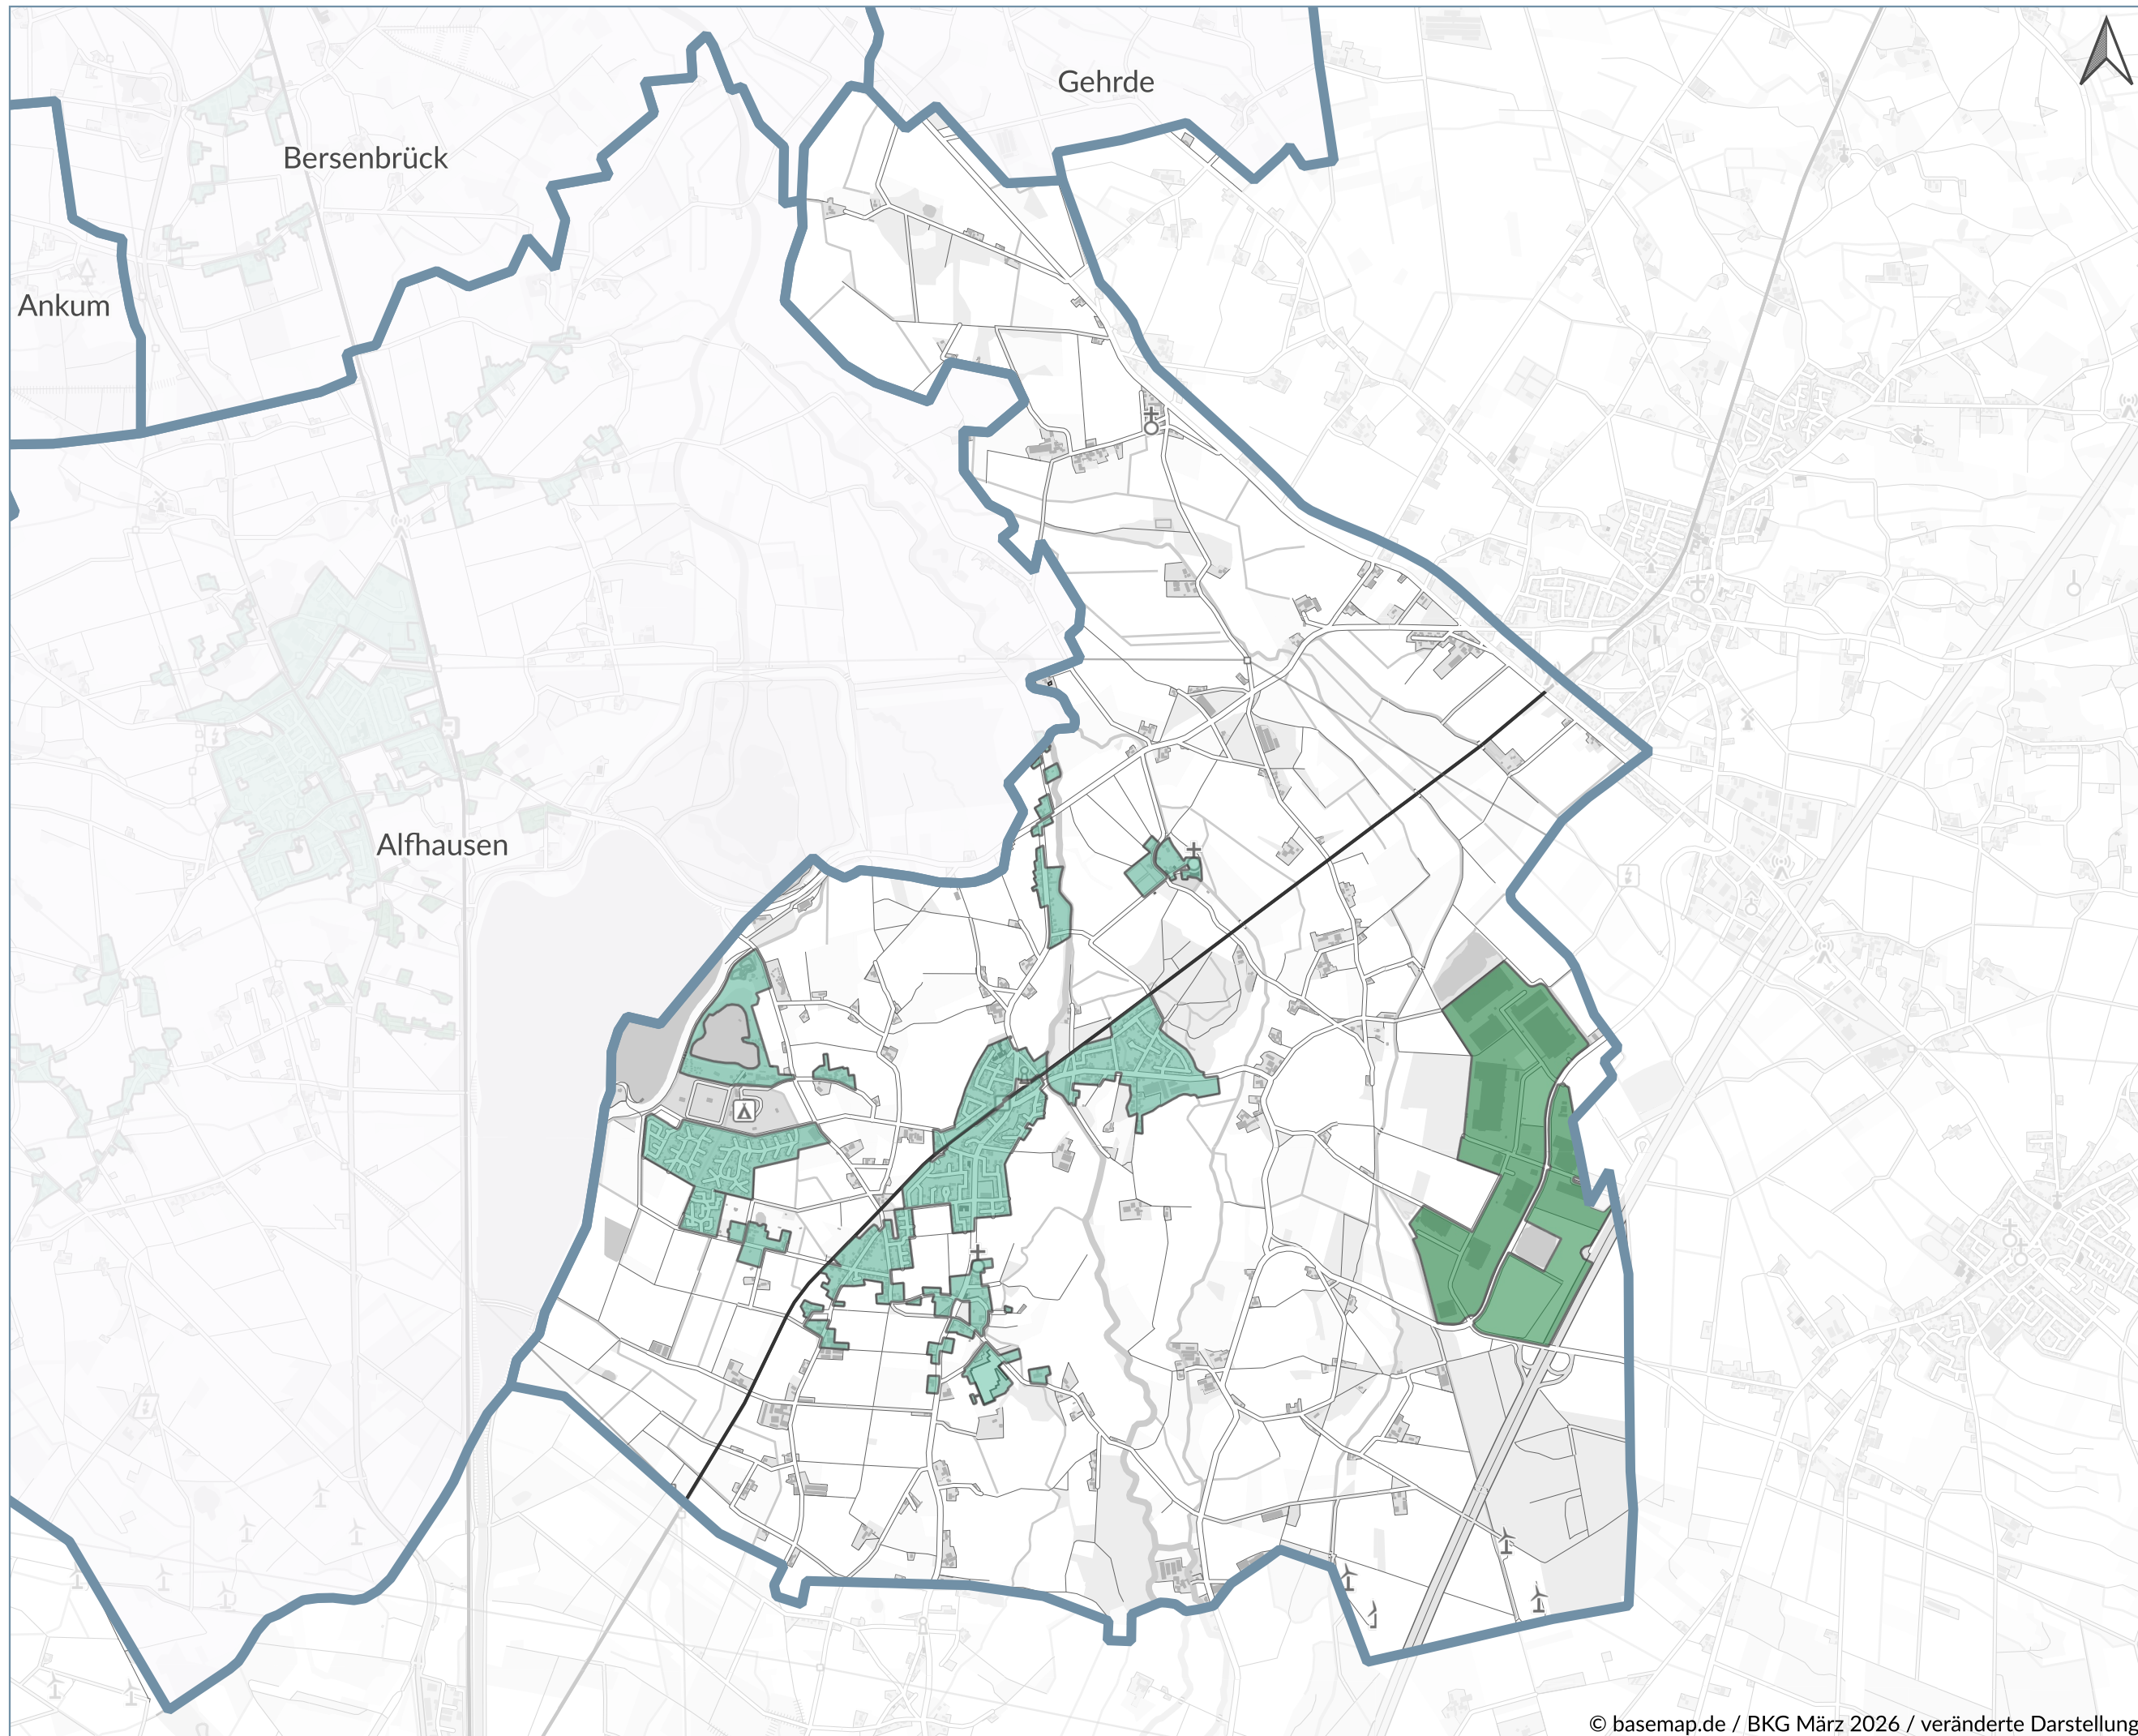 Gehrde
Bersenbrück
Ankum
Alfhausen
© basemap.de / BKG März 2026 / veränderte Darstellung